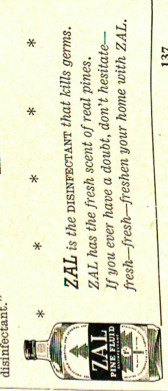 disinfectant."
* * * * * *
ZAL is the DISINFECTANT that kills germs.
ZAL has the fresh scent of real pines.
If you ever have a doubt, don't hesitate—
fresh—fresh—freshen your home with ZAL.
ZAL
PINE FLUID
137